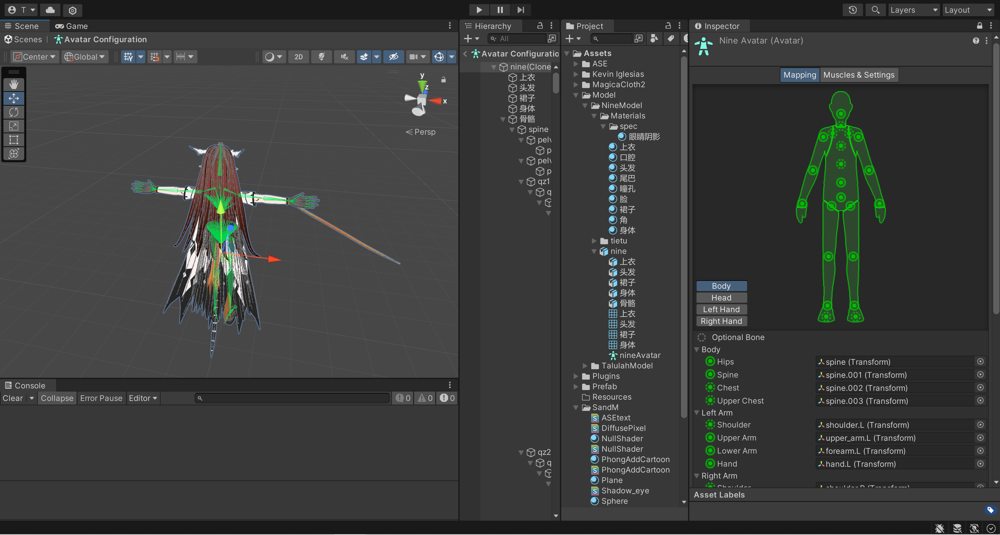 T
Layers
Layout
Scene
Game
Scenes
Avatar Configuration
Center
Global
2D
y
z
x
Persp
Console
Clear
Collapse
Error Pause
Editor
0
0
0
Hierarchy
All
Avatar Configuratio
nine(Clone
上衣
头发
裙子
身体
骨骼
spine
pelv
p
pelv
p
qz1
q
qz2
q
Project
Assets
ASE
Kevin Iglesias
MagicaCloth2
Model
NineModel
Materials
spec
眼睛阴影
上衣
口腔
头发
尾巴
瞳孔
脸
裙子
角
身体
tietu
nine
上衣
头发
裙子
身体
骨骼
上衣
头发
裙子
身体
nineAvatar
TalulahModel
Plugins
Prefab
Resources
SandM
ASEtext
DiffusePixel
NullShader
NullShader
PhongAddCartoon
PhongAddCartoon
Plane
Shadow_eye
Sphere
Inspector
Nine Avatar (Avatar)
Mapping
Muscles & Settings
Body
Head
Left Hand
Right Hand
Optional Bone
Body
Hips spine (Transform)
Spine spine.001 (Transform)
Chest spine.002 (Transform)
Upper Chest spine.003 (Transform)
Left Arm
Shoulder shoulder.L (Transform)
Upper Arm upper_arm.L (Transform)
Lower Arm forearm.L (Transform)
Hand hand.L (Transform)
Right Arm
Shoulder shoulder.R (Transform)
Asset Labels